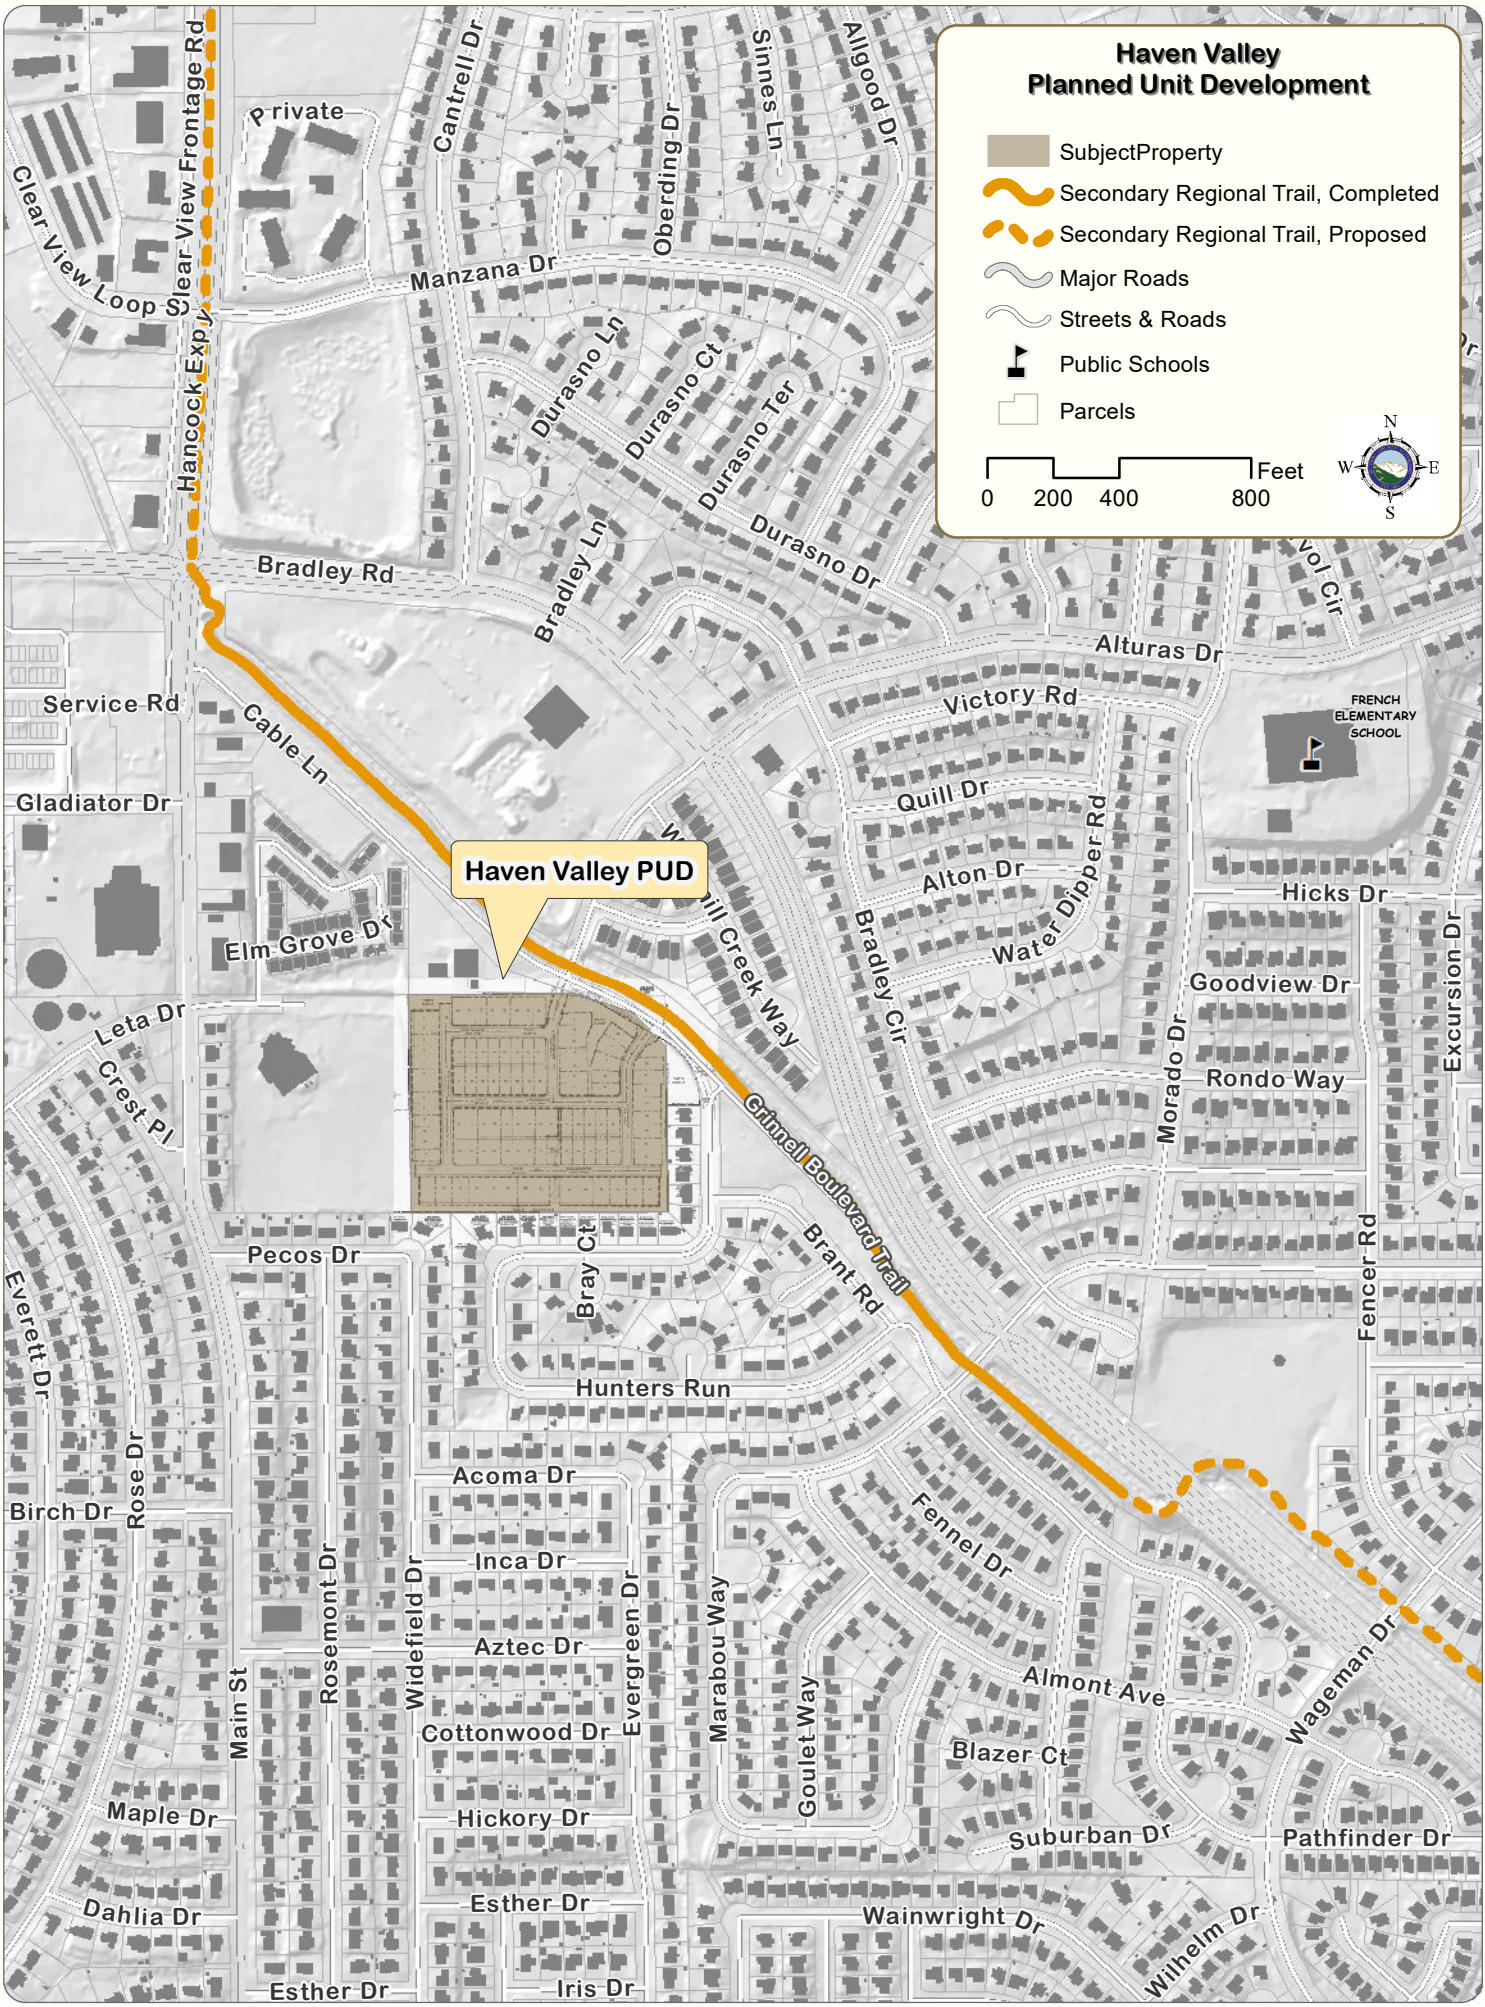 Haven Valley
Planned Unit Development
SubjectProperty
Secondary Regional Trail, Completed
Secondary Regional Trail, Proposed
Major Roads
Streets & Roads
Public Schools
Parcels
Feet
0 200 400 800
N
W E
S
Clear View Frontage Rd
Private
Cantrell Dr
Oberding Dr
Sinnes Ln
Allgood Dr
Clear View Loop S
Manzana Dr
Hancock Expy
Durasno Ln
Durasno Ct
Durasno Ter
Durasno Dr
Dr
Bradley Rd
Bradley Ln
vol Cir
Alturas Dr
Service Rd
Cable Ln
Victory Rd
FRENCH
ELEMENTARY
SCHOOL
Gladiator Dr
Quill Dr
Haven Valley PUD
W
ill Creek Way
Alton Dr
Water Dipper Rd
Hicks Dr
Elm Grove Dr
Bradley Cir
Goodview Dr
Excursion Dr
Leta Dr
Crest Pl
Morado Dr
Rondo Way
Grinnell Boulevard Trail
Pecos Dr
Bray Ct
Brant Rd
Fencer Rd
Everett Dr
Hunters Run
Rose Dr
Acoma Dr
Birch Dr
Fennel Dr
Inca Dr
Rosemont Dr
Widefield Dr
Evergreen Dr
Marabou Way
Aztec Dr
Main St
Goulet Way
Almont Ave
Wageman Dr
Cottonwood Dr
Blazer Ct
Maple Dr
Hickory Dr
Suburban Dr
Pathfinder Dr
Dahlia Dr
Esther Dr
Wainwright Dr
Wilhelm Dr
Esther Dr
Iris Dr